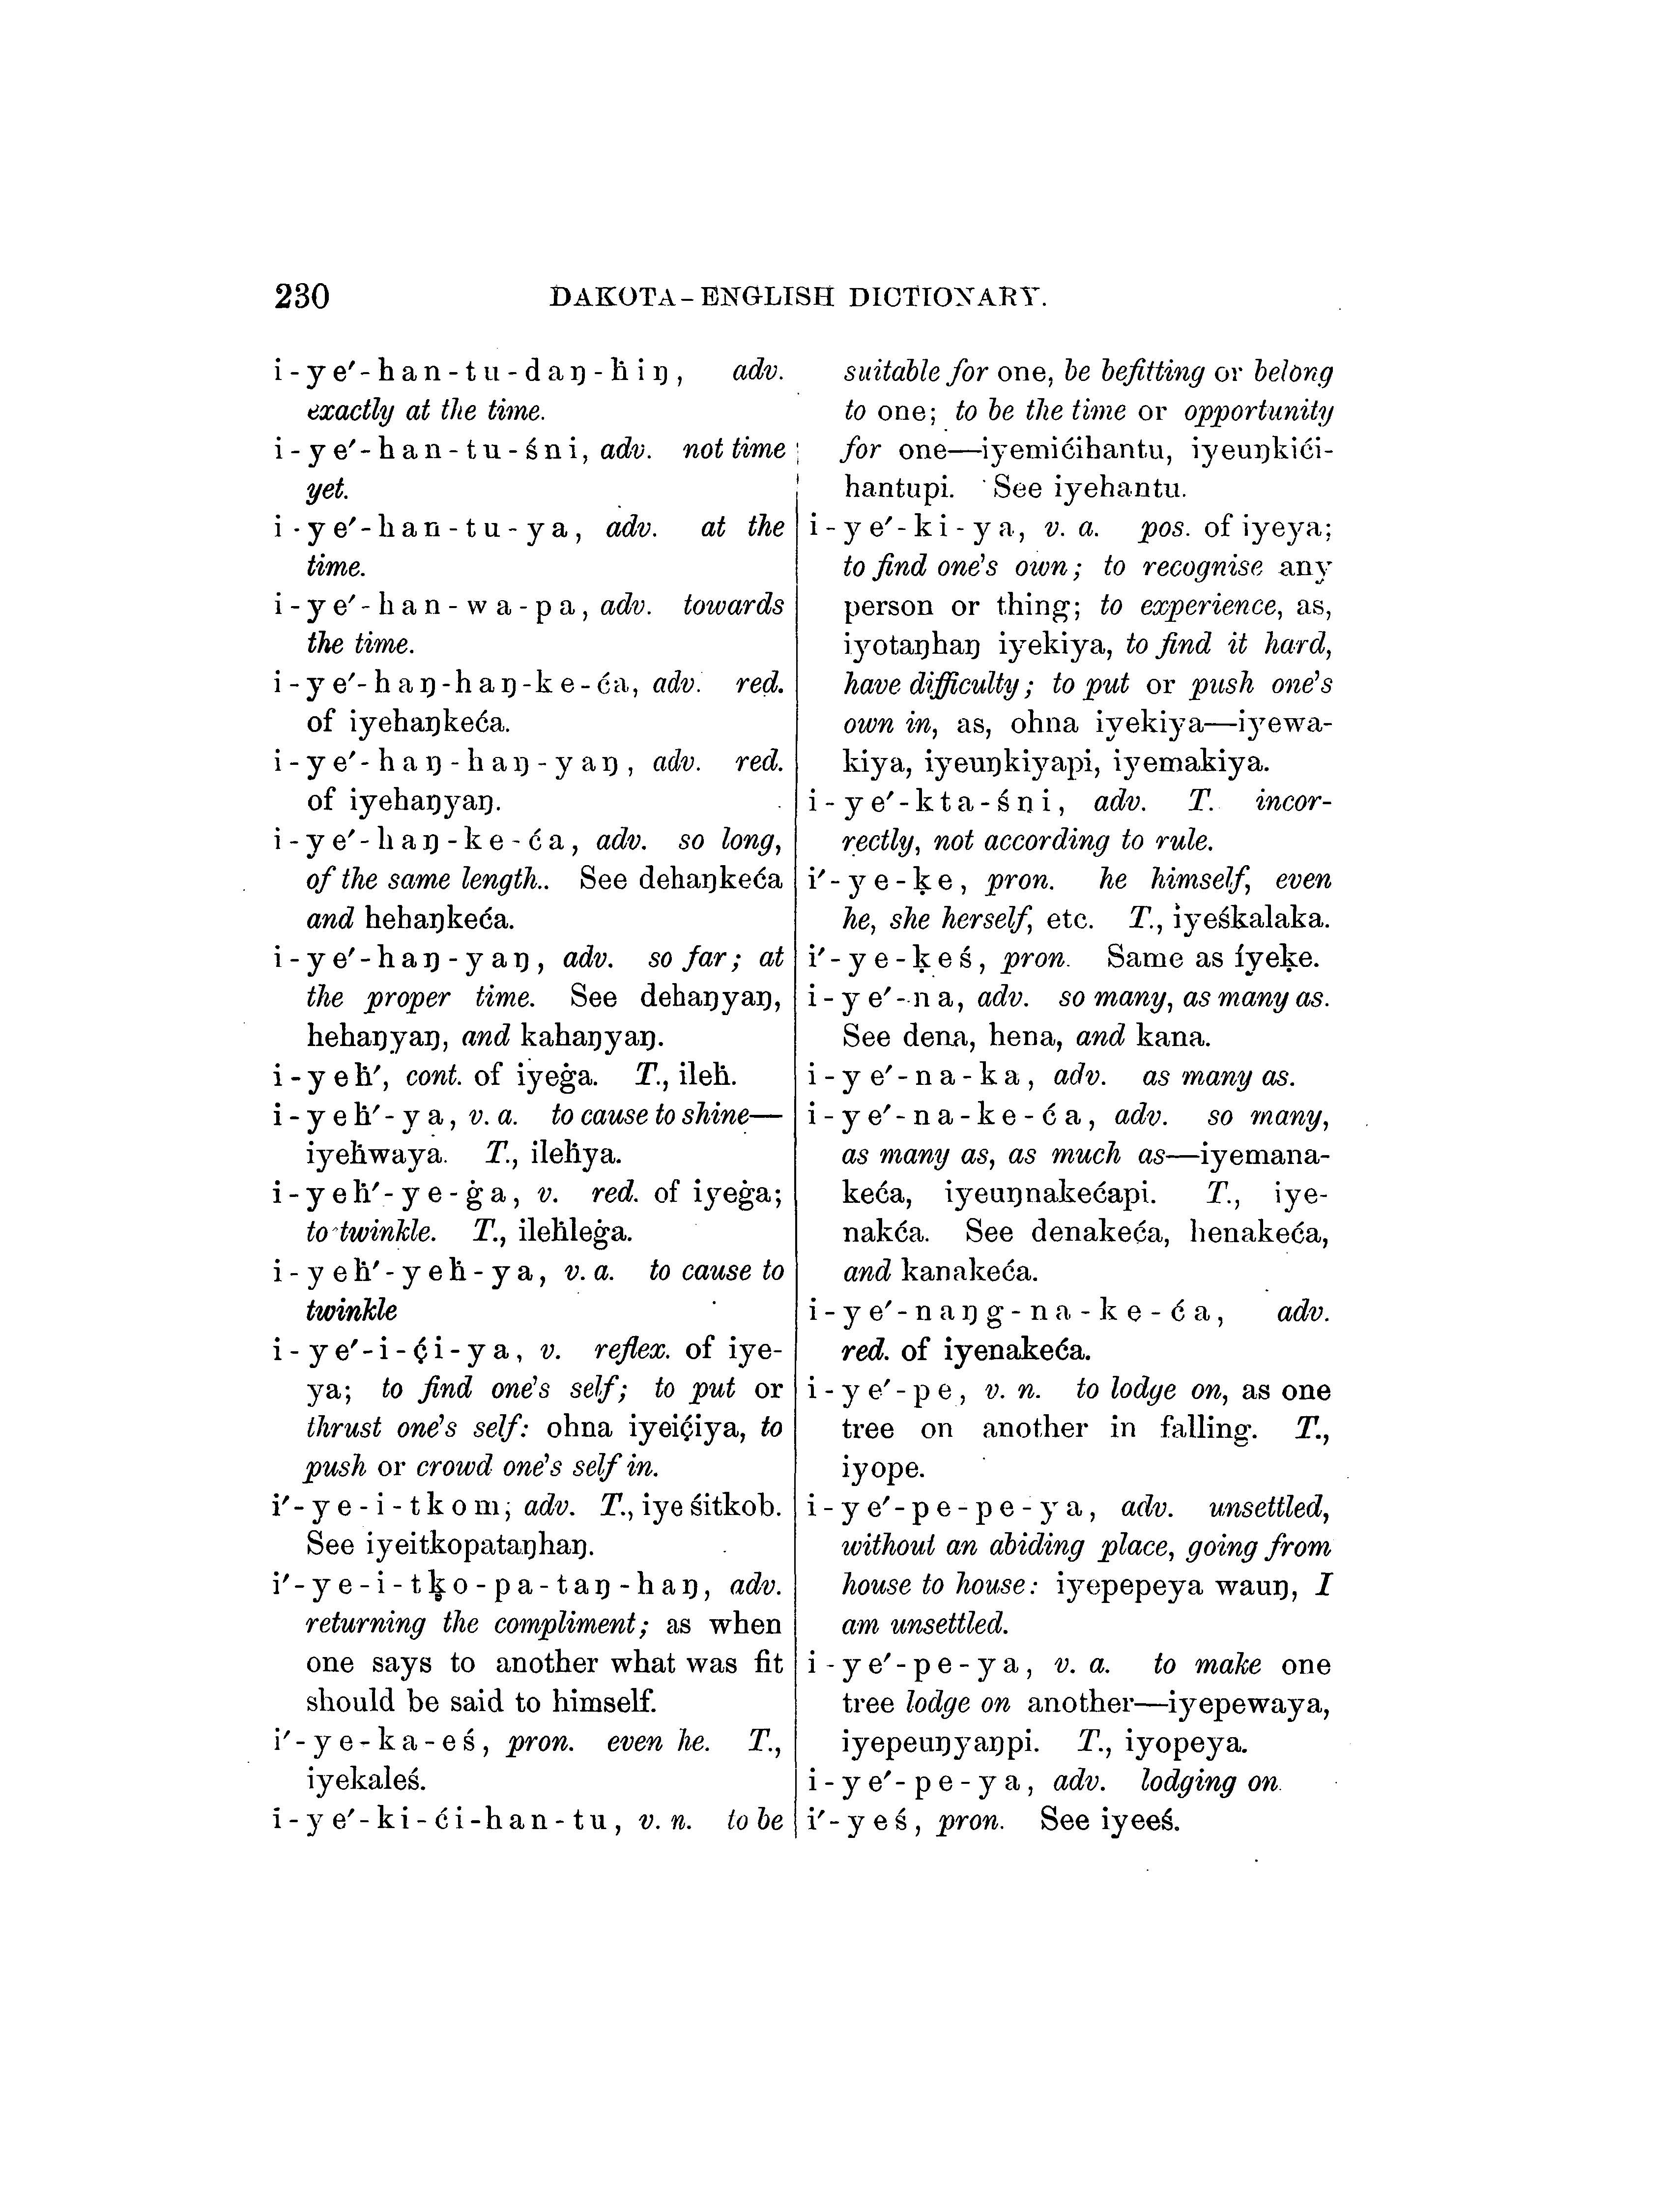 230 DAKOTA-ENGLISH DICTIONARY.
i-ye′-han-tu-daŋ-ḣiŋ, adv.
exactly at the time.
i-ye′-han-tu-śni, adv. not time
yet.
i-ye′-han-tu-ya, adv. at the
time.
i-ye′-han-wa-pa, adv. towards
the time.
i-ye′-haŋ-haŋ-ke-ća, adv. red.
of iyehaŋkeća.
i-ye′-haŋ-haŋ-yaŋ, adv. red.
of iyehaŋyaŋ.
i-ye′-haŋ-ke-ća, adv. so long,
of the same length.. See dehaŋkeća
and hehaŋkeća.
i-ye′-haŋ-yaŋ, adv. so far; at
the proper time. See dehaŋyaŋ,
hehaŋyaŋ, and kahaŋyaŋ.
i-yeḣ′, cont. of iyeġa. T., ileḣ.
i-yeḣ′-ya, v. a. to cause to shine—
iyeḣwaya. T., ileḣya.
i-yeḣ′-ye-ġa, v. red. of iyeġa;
to twinkle. T., ileḣleġa.
i-yeḣ′-yeḣ-ya, v. a. to cause to
twinkle
i-ye′-i-ḉi-ya, v. reflex. of iye-
ya; to find one's self; to put or
thrust one's self: ohna iyeiḉiya, to
push or crowd one's self in.
i′-ye-i-tkom, adv. T., iye śitkob.
See iyeitkopataŋhaŋ.
i′-ye-i-tḳo-pa-taŋ-haŋ, adv.
returning the compliment; as when
one says to another what was fit
should be said to himself.
i′-ye-ka-eś, pron. even he. T.,
iyekaleś.
i-ye′-ki-ći-han-tu, v. n. to be
suitable for one, be befitting or belong
to one; to be the time or opportunity
for one—iyemićihantu, iyeuŋkići-
hantupi. See iyehantu.
i-ye′-ki-ya, v. a. pos. of iyeya;
to find one's own; to recognise any
person or thing; to experience, as,
iyotaŋhaŋ iyekiya, to find it hard,
have difficulty; to put or push one's
own in, as, ohna iyekiya—iyewa-
kiya, iyeuŋkiyapi, iyemakiya.
i-ye′-kta-śni, adv. T. incor-
rectly, not according to rule.
i′-ye-ḳe, pron. he himself, even
he, she herself, etc. T., iyeśkalaka.
i′-ye-ḳeś, pron. Same as íyeḳe.
i-ye′-na, adv. so many, as many as.
See dena, hena, and kana.
i-ye′-na-ka, adv. as many as.
i-ye′-na-ke-ća, adv. so many,
as many as, as much as—iyemana-
keća, iyeuŋnakećapi. T., iye-
nakća. See denakeća, henakeća,
and kanakeća.
i-ye′-naŋg-na-ke-ća, adv.
red. of iyenakeća.
i-ye′-pe, v. n. to lodge on, as one
tree on another in falling. T.,
iyope.
i-ye′-pe-pe-ya, adv. unsettled,
without an abiding place, going from
house to house: iyepepeya wauŋ, I
am unsettled.
i-ye′-pe-ya, v. a. to make one
tree lodge on another—iyepewaya,
iyepeuŋyaŋpi. T., iyopeya.
i-ye′-pe-ya, adv. lodging on
i′-yeś, pron. See iyeeś.